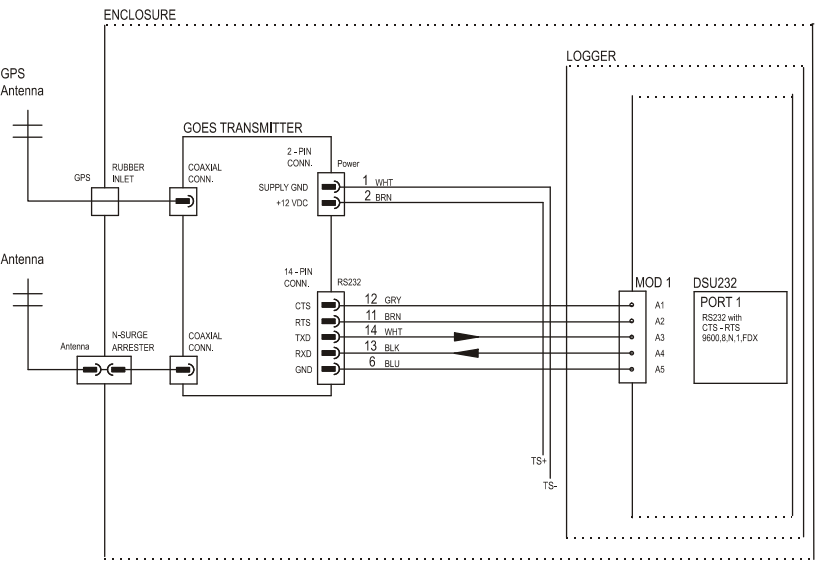 ENCLOSURE
LOGGER
GPS
Antenna
GOES TRANSMITTER
2 - PIN
CONN.
Power
RUBBER
INLET
GPS
COAXIAL
CONN.
SUPPLY GND
1 WHT
+12 VDC
2 BRN
Antenna
14 - PIN
CONN.
RS232
MOD 1
DSU232
CTS
12 GRY
A1
PORT 1
RS232 with
CTS - RTS
9600,8,N,1,FDX
RTS
11 BRN
A2
TXD
14 WHT
A3
RXD
13 BLK
A4
GND
6 BLU
A5
Antenna
N-SURGE
ARRESTER
COAXIAL
CONN.
TS+
TS-